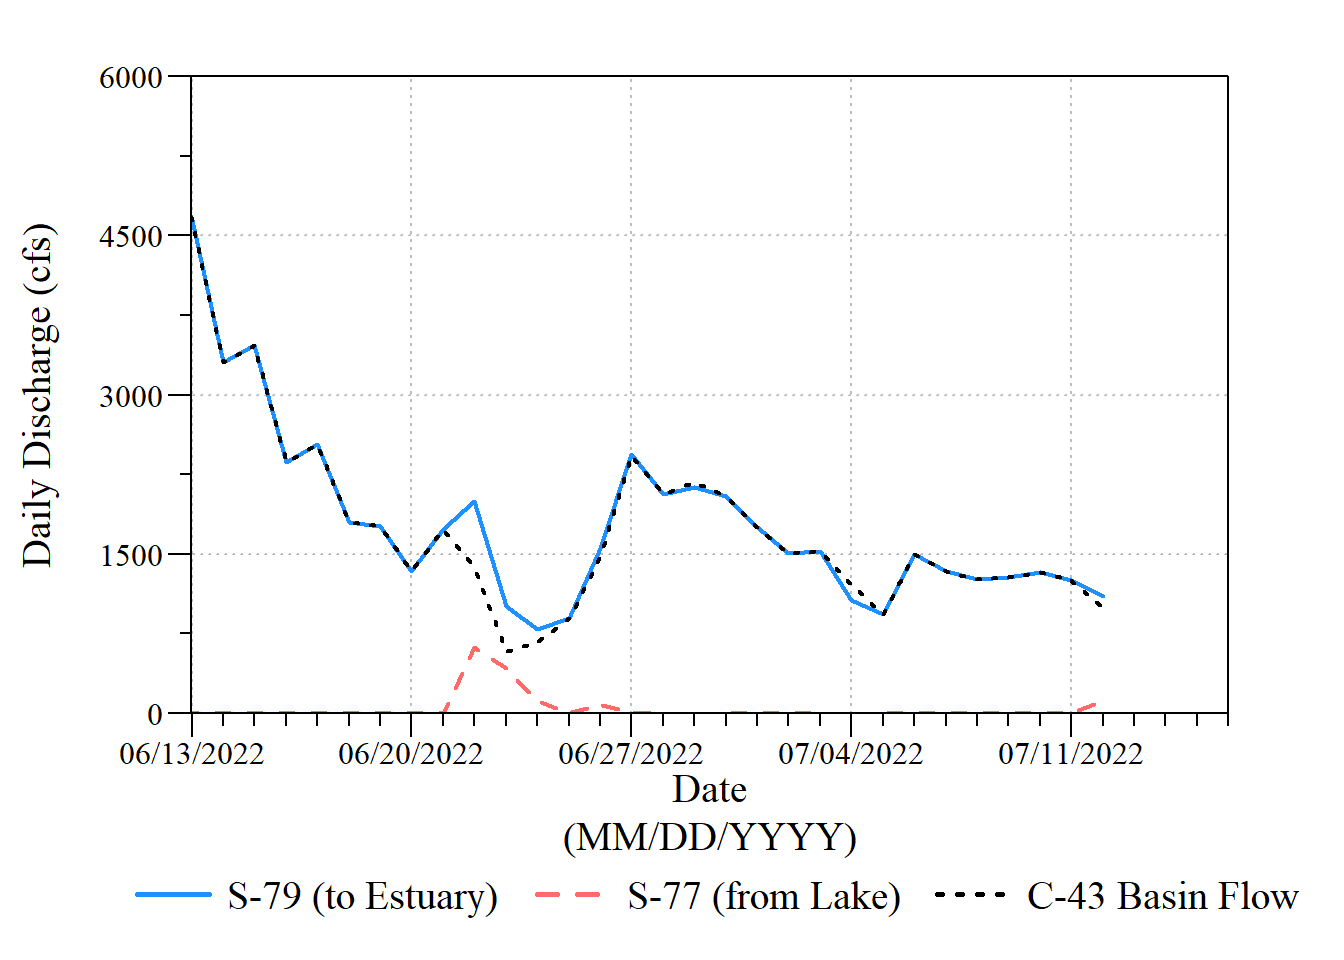 6000
4500
3000
1500
0
Daily Discharge (cfs)
06/13/2022 06/20/2022 06/27/2022 07/04/2022 07/11/2022
Date
(MM/DD/YYYY)
S-79 (to Estuary) S-77 (from Lake) C-43 Basin Flow